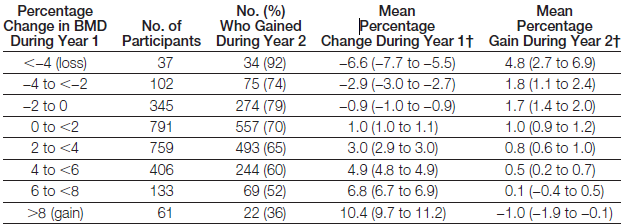 Percentage Change in BMD During Year 1 | No. of Participants | No. (%) Who Gained During Year 2 | Mean Percentage Change During Year 1† | Mean Percentage Gain During Year 2†
<–4 (loss) 37 34 (92) –6.6 (–7.7 to –5.5) 4.8 (2.7 to 6.9)
–4 to <–2 102 75 (74) –2.9 (–3.0 to –2.7) 1.8 (1.1 to 2.4)
–2 to 0 345 274 (79) –0.9 (–1.0 to –0.9) 1.7 (1.4 to 2.0)
0 to <2 791 557 (70) 1.0 (1.0 to 1.1) 1.0 (0.9 to 1.2)
2 to <4 759 493 (65) 3.0 (2.9 to 3.0) 0.8 (0.6 to 1.0)
4 to <6 406 244 (60) 4.9 (4.8 to 4.9) 0.5 (0.2 to 0.7)
6 to <8 133 69 (52) 6.8 (6.7 to 6.9) 0.1 (–0.4 to 0.5)
>8 (gain) 61 22 (36) 10.4 (9.7 to 11.2) –1.0 (–1.9 to –0.1)